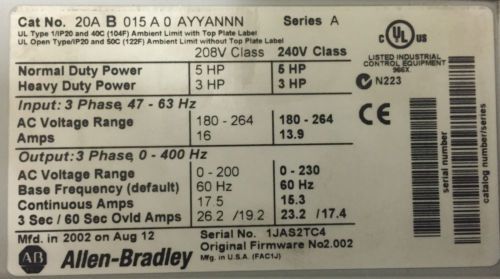 Cat No. 20A B 015 A 0 AYYANNN Series A
UL Type 1/IP20 and 40C (104F) Ambient Limit with Top Plate Label
UL Open Type/IP20 and 50C (122F) Ambient Limit without Top Plate Label
208V Class 240V Class
Normal Duty Power 5 HP 5 HP
Heavy Duty Power 3 HP 3 HP
Input: 3 Phase, 47 - 63 Hz
AC Voltage Range 180 - 264 180 - 264
Amps 16 13.9
Output: 3 Phase, 0 - 400 Hz
AC Voltage Range 0 - 200 0 - 230
Base Frequency (default) 60 Hz 60 Hz
Continuous Amps 17.5 15.3
3 Sec / 60 Sec Ovld Amps 26.2 /19.2 23.2 /17.4
Mfd. in 2002 on Aug 12 Serial No. 1JAS2TC4
Original Firmware No2.002
AB Allen-Bradley Mfg. in U.S.A. (FAC1J)
C UL US
LISTED INDUSTRIAL
CONTROL EQUIPMENT
966X
N223
CE
serial number
catalog number/series